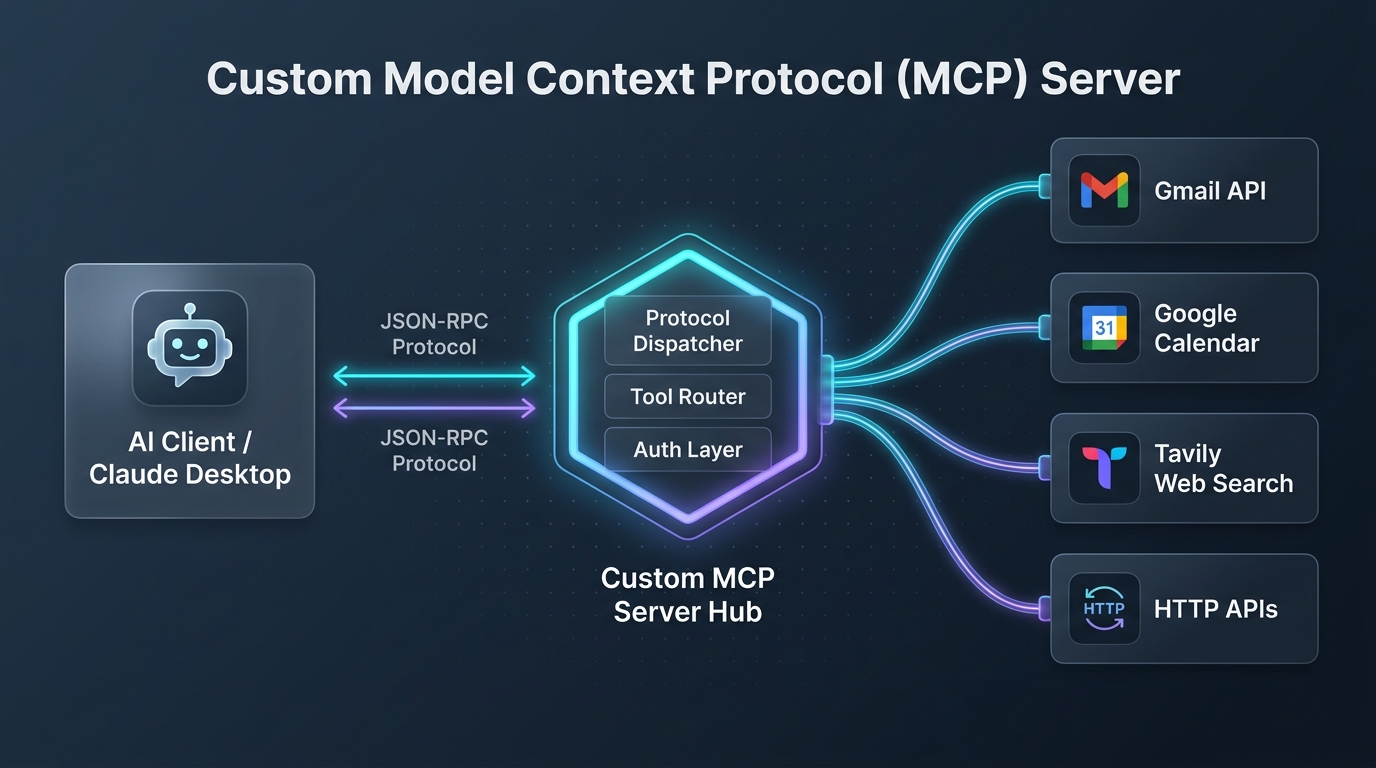 Custom Model Context Protocol (MCP) Server
AI Client /
Claude Desktop
JSON-RPC
Protocol
JSON-RPC
Protocol
Protocol
Dispatcher
Tool Router
Auth Layer
Custom MCP
Server Hub
Gmail API
31
Google
Calendar
Tavily
Web Search
HTTP
HTTP APIs